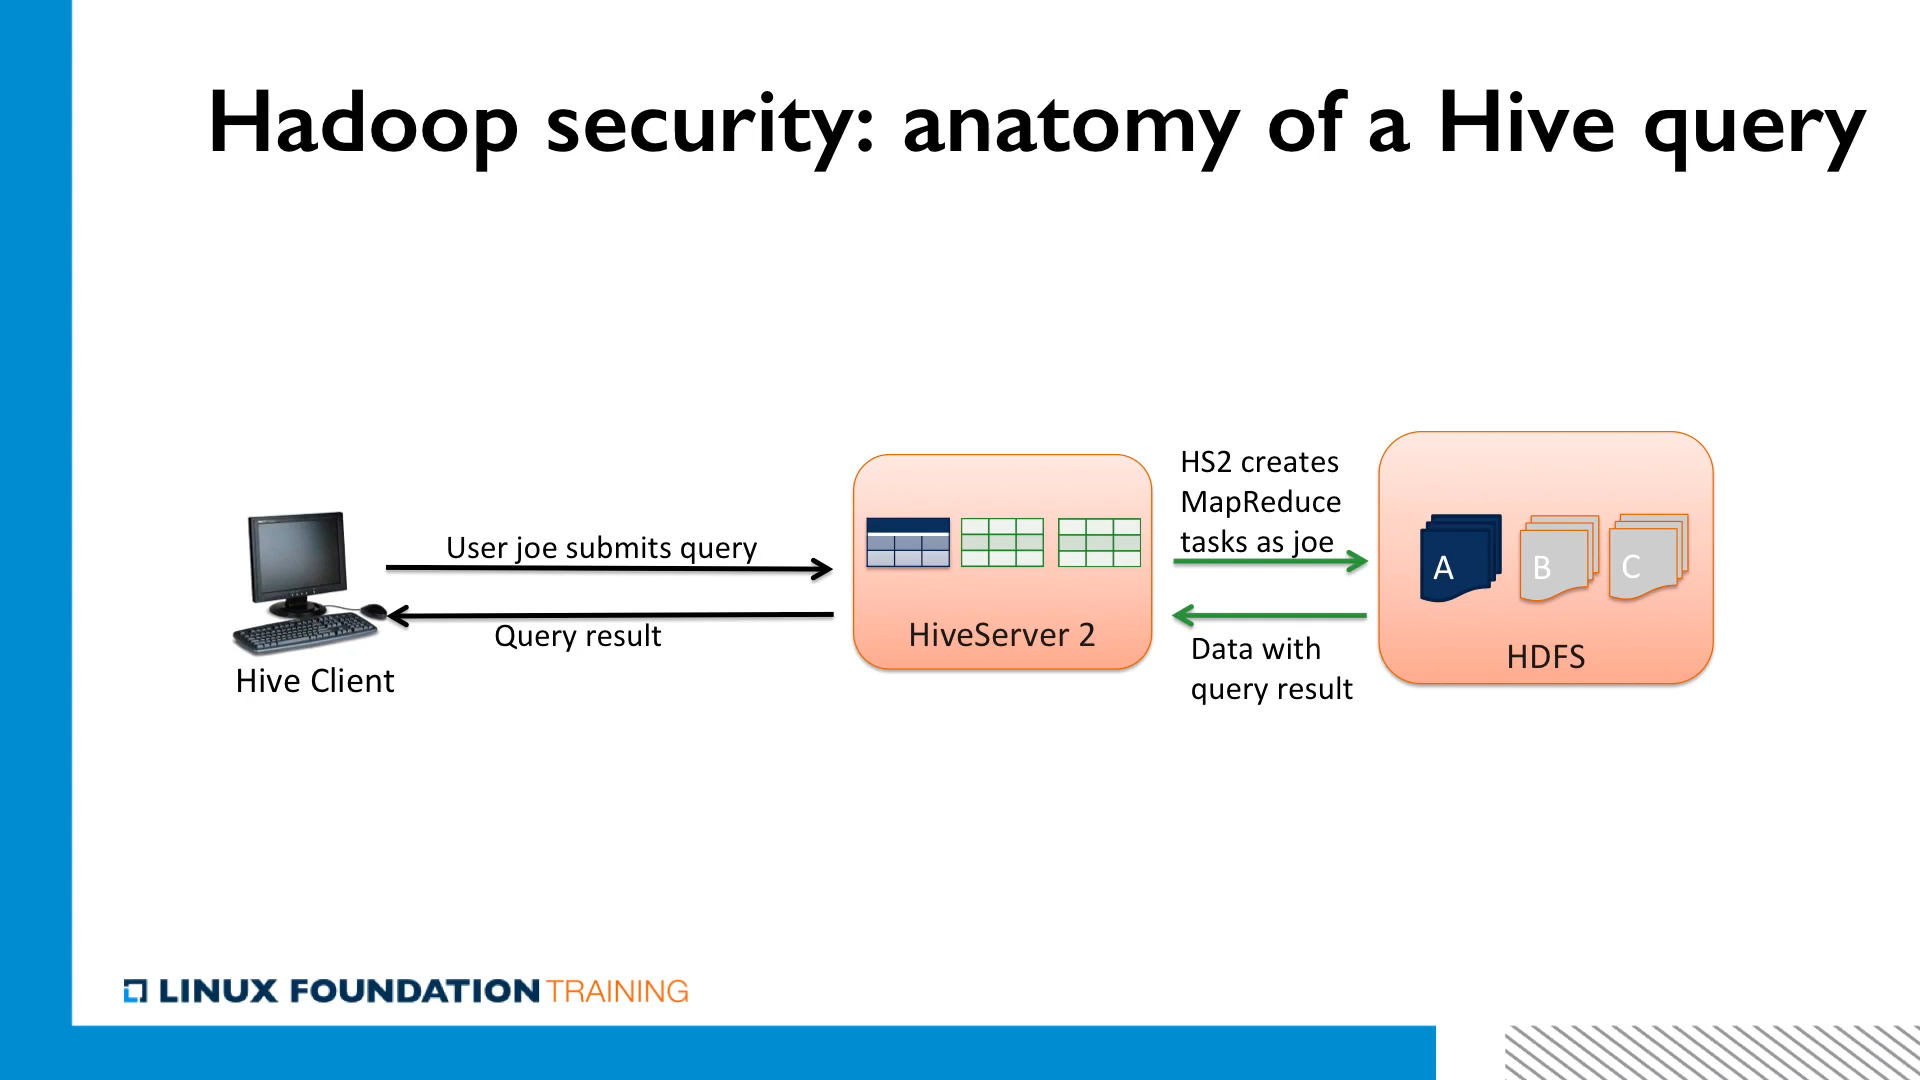 Hadoop security: anatomy of a Hive query
User joe submits query
Query result
Hive Client
HiveServer 2
HS2 creates
MapReduce
tasks as joe
Data with
query result
A
B
C
HDFS
LINUX FOUNDATION TRAINING